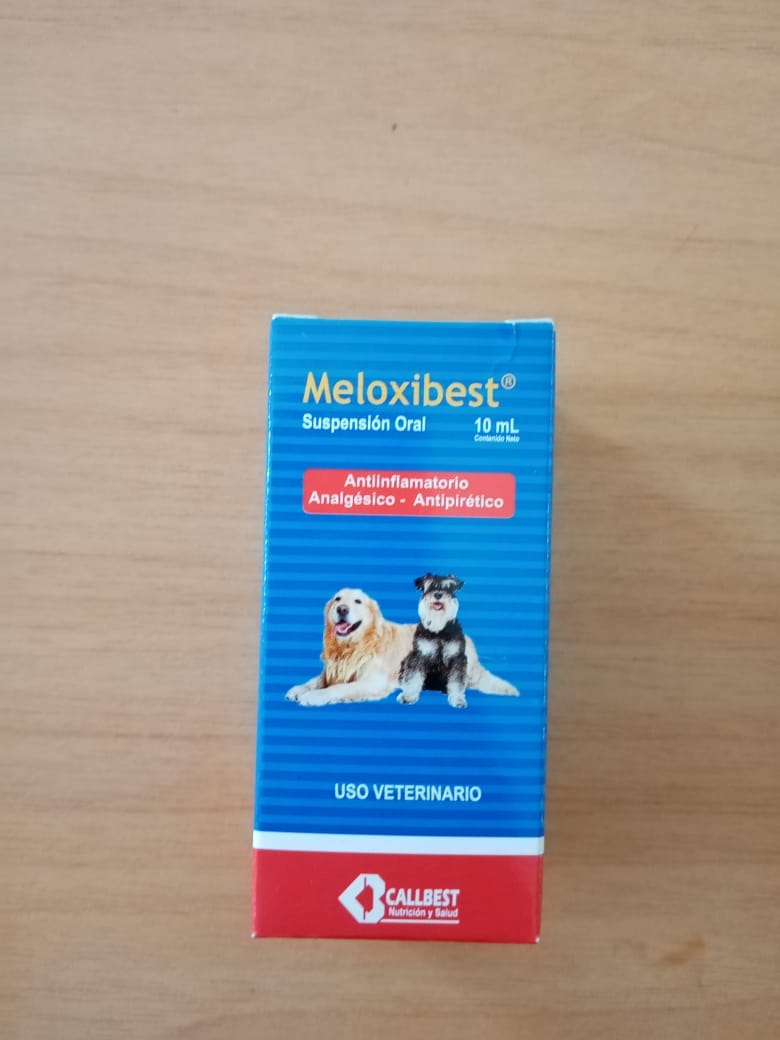 Meloxibest®
Suspensión Oral
10 mL
Contenido Neto
Antiinflamatorio
Analgésico - Antipirético
USO VETERINARIO
CALLBEST
Nutrición y Salud